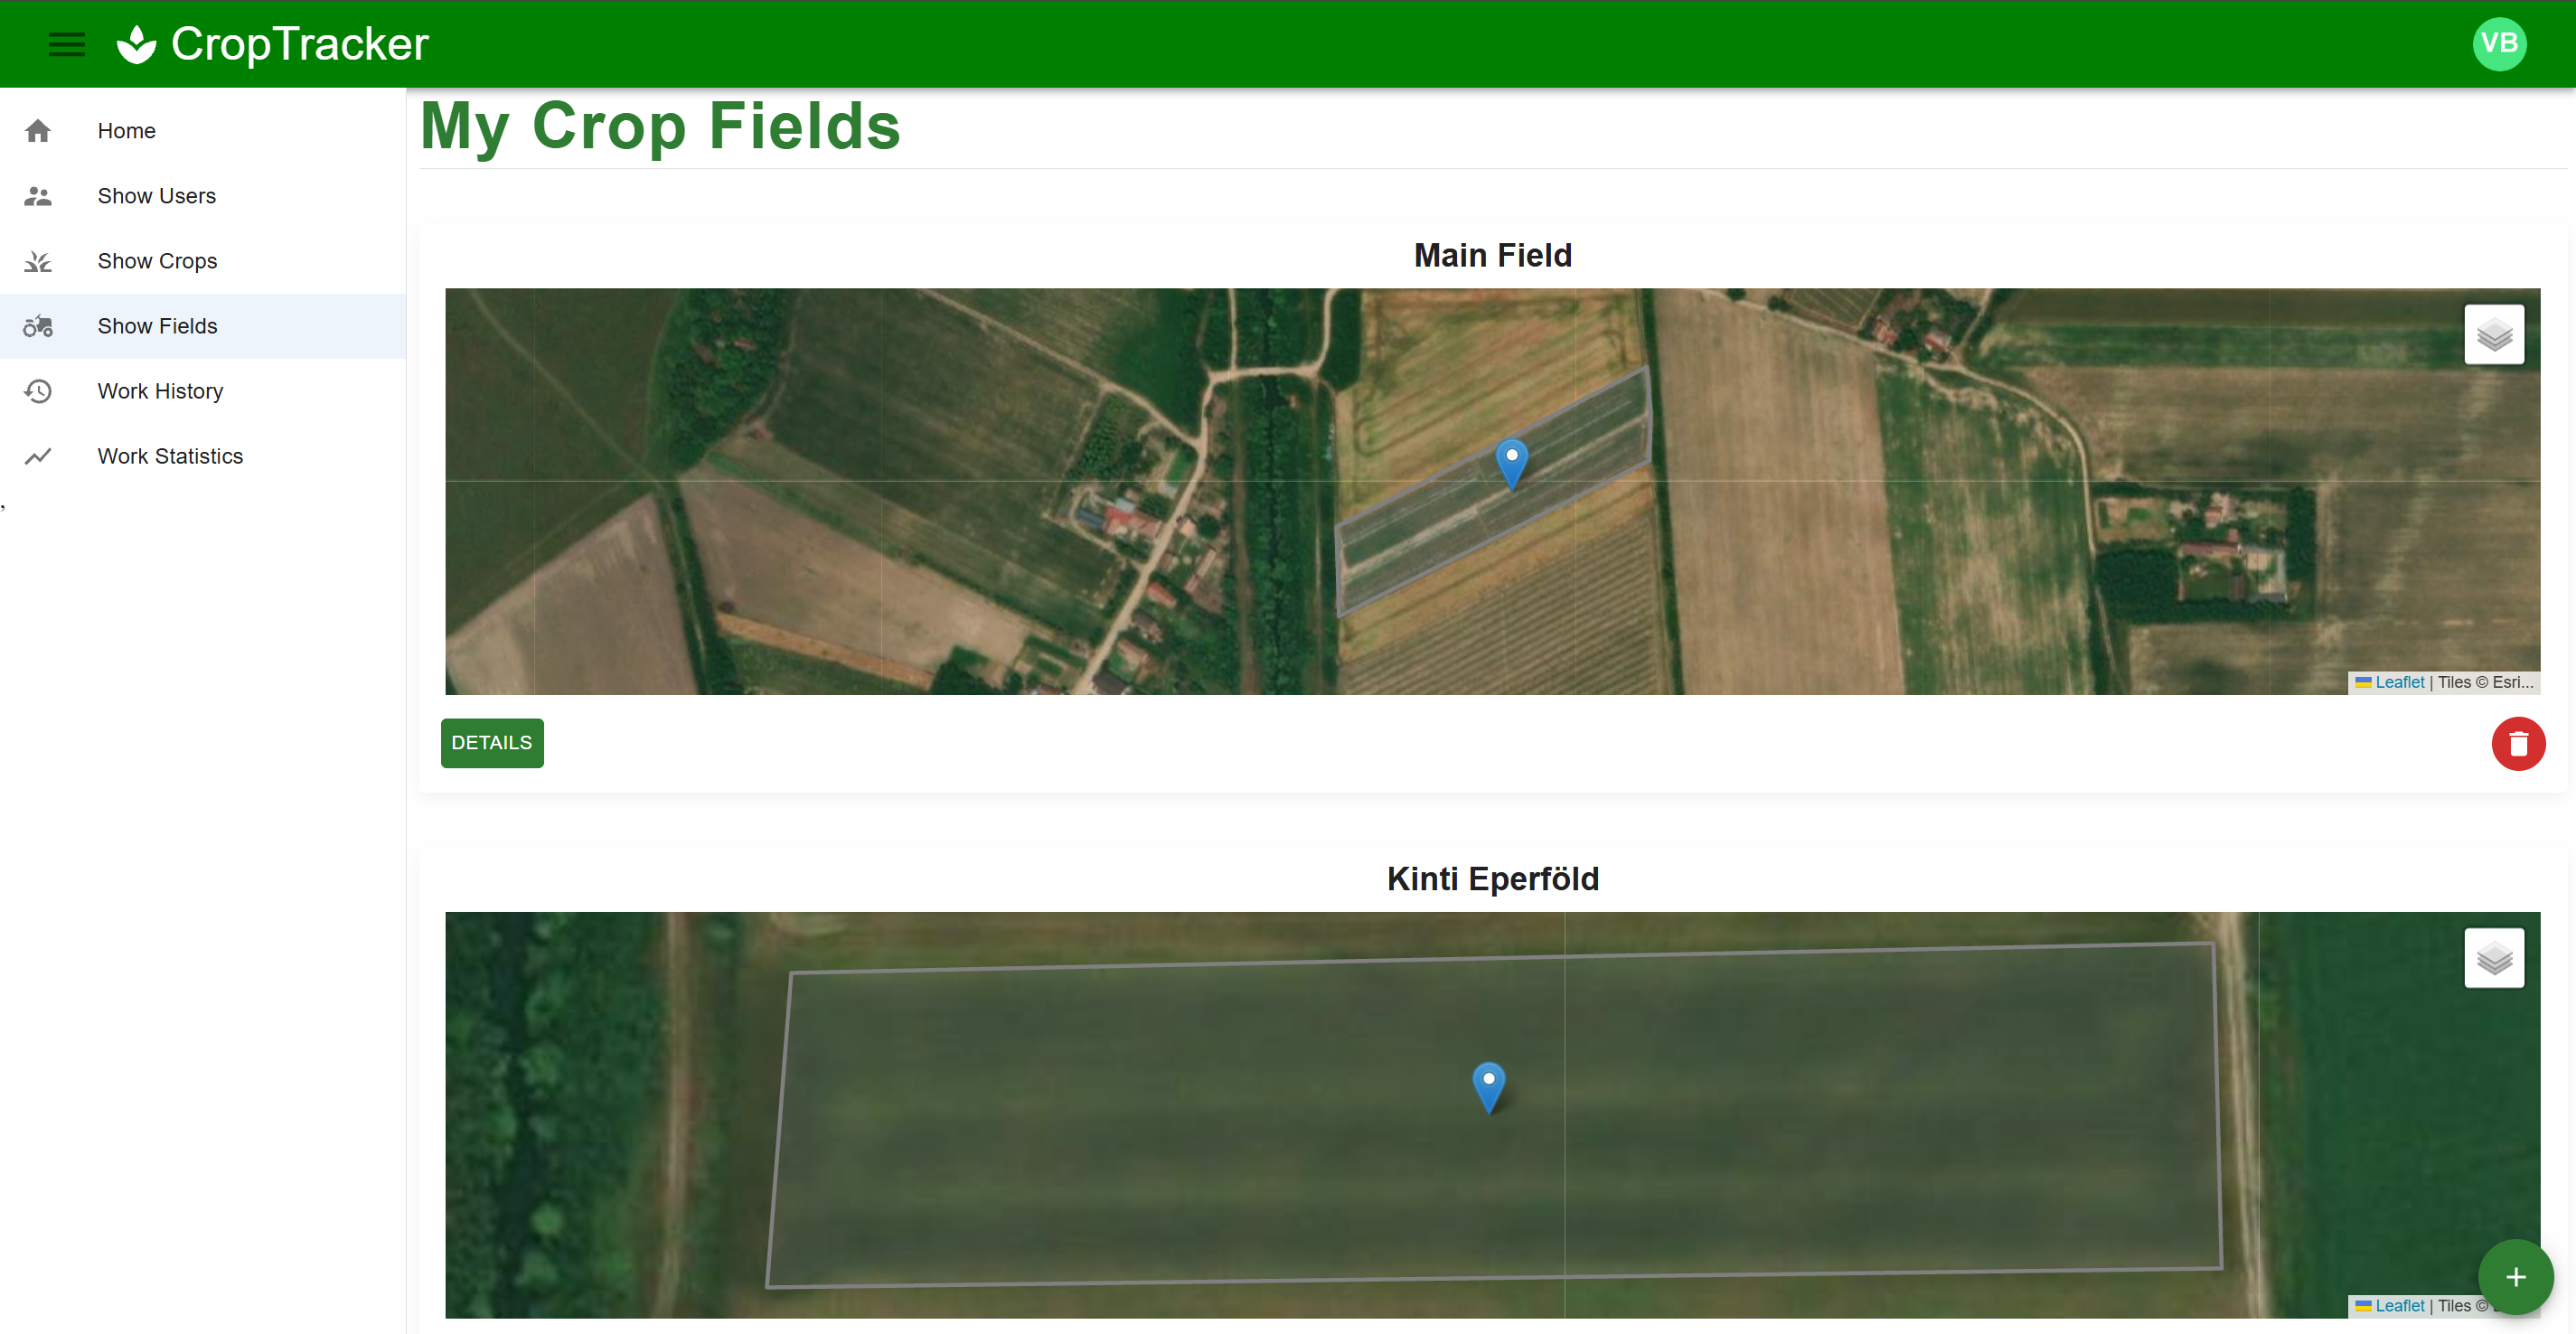 CropTracker
VB
Home
Show Users
Show Crops
Show Fields
Work History
Work Statistics
,
My Crop Fields
Main Field
Leaflet | Tiles © Esri...
DETAILS
Kinti Eperföld
Leaflet | Tiles ©
+